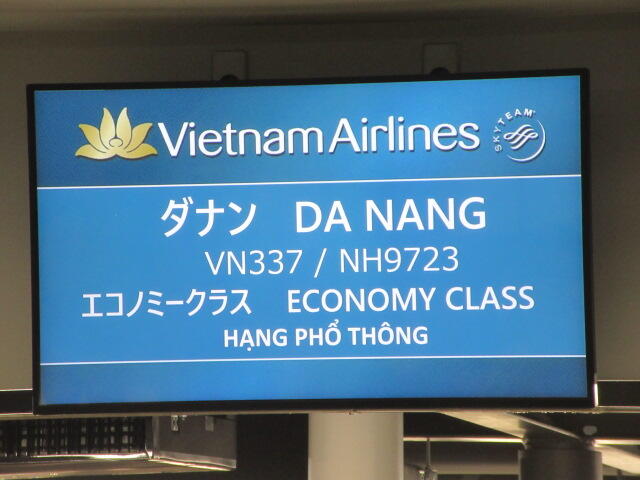 Vietnam Airlines SKYTEAM
ダナン DA NANG
VN337 / NH9723
エコノミークラス ECONOMY CLASS
HẠNG PHỔ THÔNG